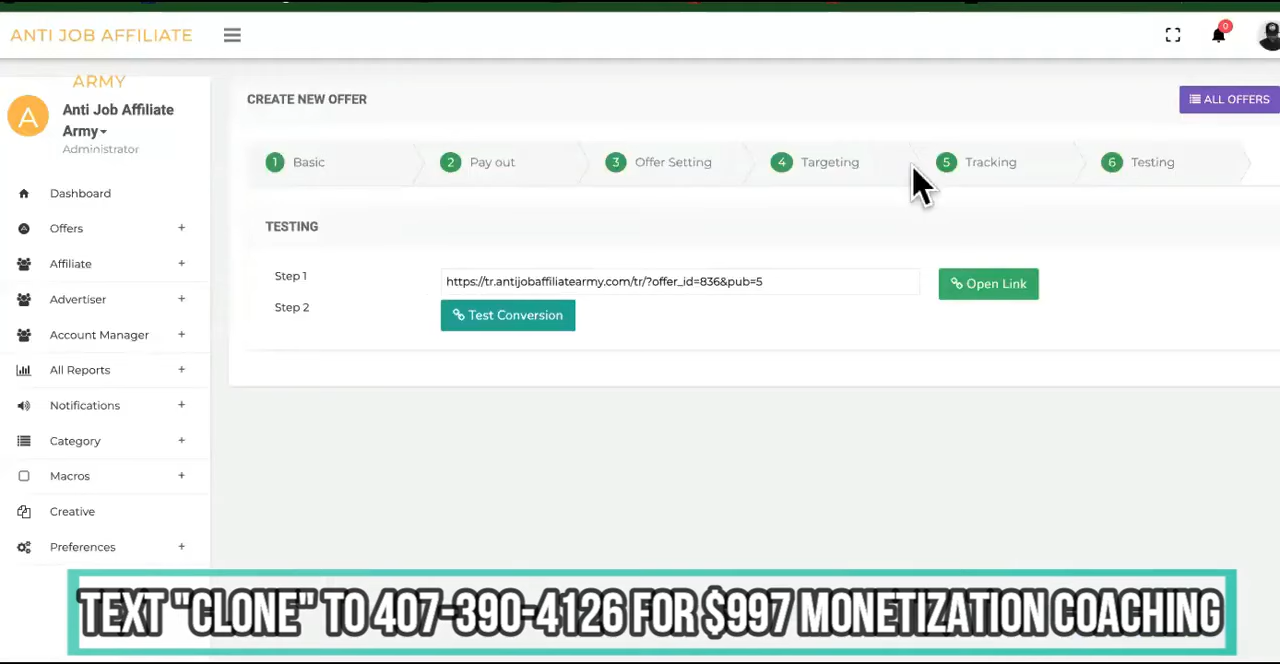 ANTI JOB AFFILIATE
0
ARMY
A
Anti Job Affiliate
Army
Administrator
Dashboard
Offers +
Affiliate +
Advertiser +
Account Manager +
All Reports +
Notifications +
Category +
Macros +
Creative
Preferences +
CREATE NEW OFFER
ALL OFFERS
1 Basic 2 Pay out 3 Offer Setting 4 Targeting 5 Tracking 6 Testing
TESTING
Step 1 https://tr.antijobaffiliatearmy.com/tr/?offer_id=836&pub=5 Open Link
Step 2 Test Conversion
TEXT "CLONE" TO 407-390-4126 FOR $997 MONETIZATION COACHING